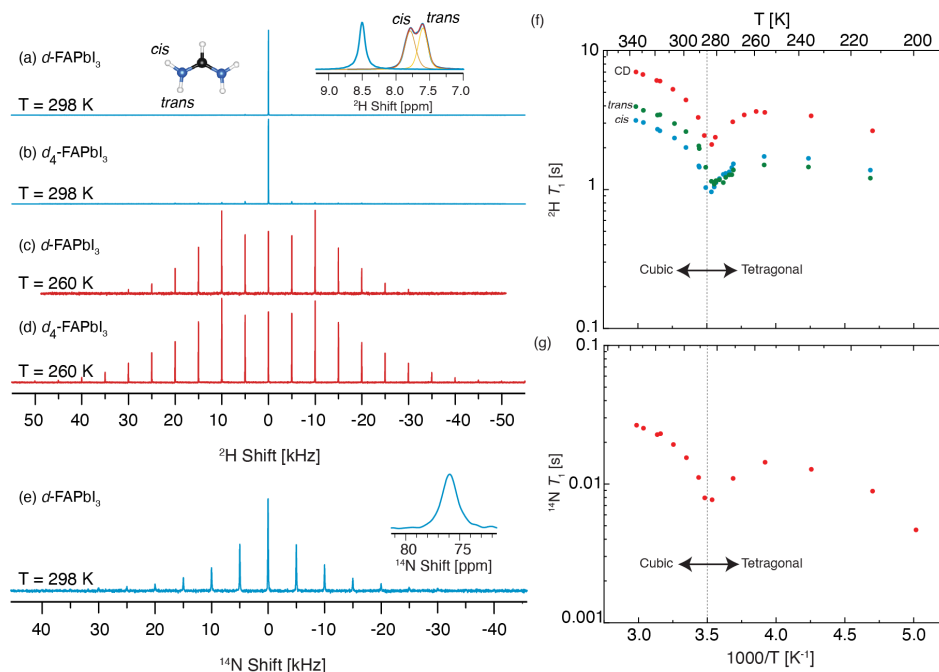 (a) d-FAPbI3
T = 298 K
cis
trans
cis trans
9.0 8.5 8.0 7.5 7.0
²H Shift [ppm]
(b) d4-FAPbI3
T = 298 K
(c) d-FAPbI3
T = 260 K
(d) d4-FAPbI3
T = 260 K
50 40 30 20 10 0 -10 -20 -30 -40 -50
²H Shift [kHz]
(e) d-FAPbI3
T = 298 K
80 75
¹⁴N Shift [ppm]
40 30 20 10 0 -10 -20 -30 -40
¹⁴N Shift [kHz]
(f)
T [K]
340 300 280 260 240 220 200
10
1
0.1
²H T1 [s]
CD
trans
cis
Cubic Tetragonal
(g)
0.1
0.01
0.001
¹⁴N T1 [s]
Cubic Tetragonal
3.0 3.5 4.0 4.5 5.0
1000/T [K⁻¹]